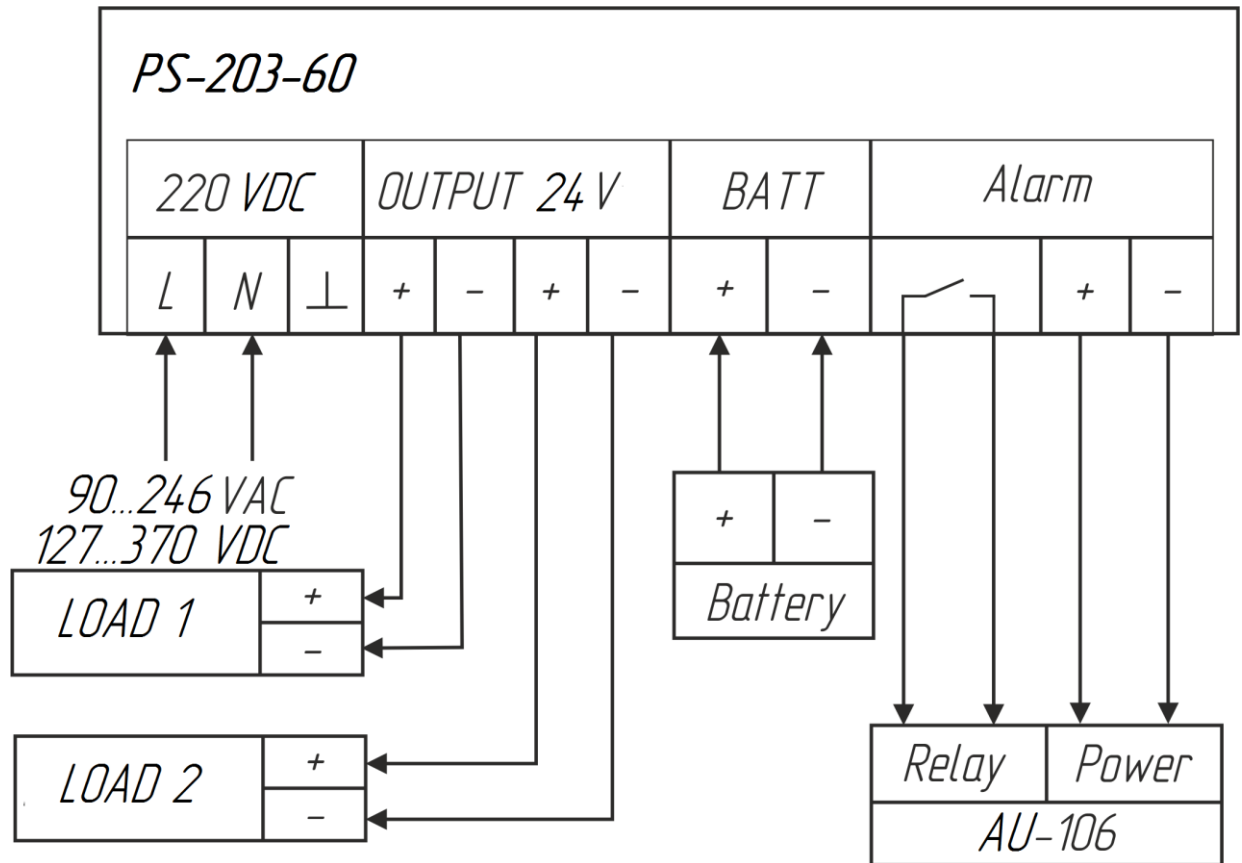 PS-203-60
220 VDC OUTPUT 24 V BATT Alarm
L N ⊥ + - + - + - + -
90...246 VAC
127...370 VDC
LOAD 1 +
-
+ -
Battery
LOAD 2 +
-
Relay Power
AU-106